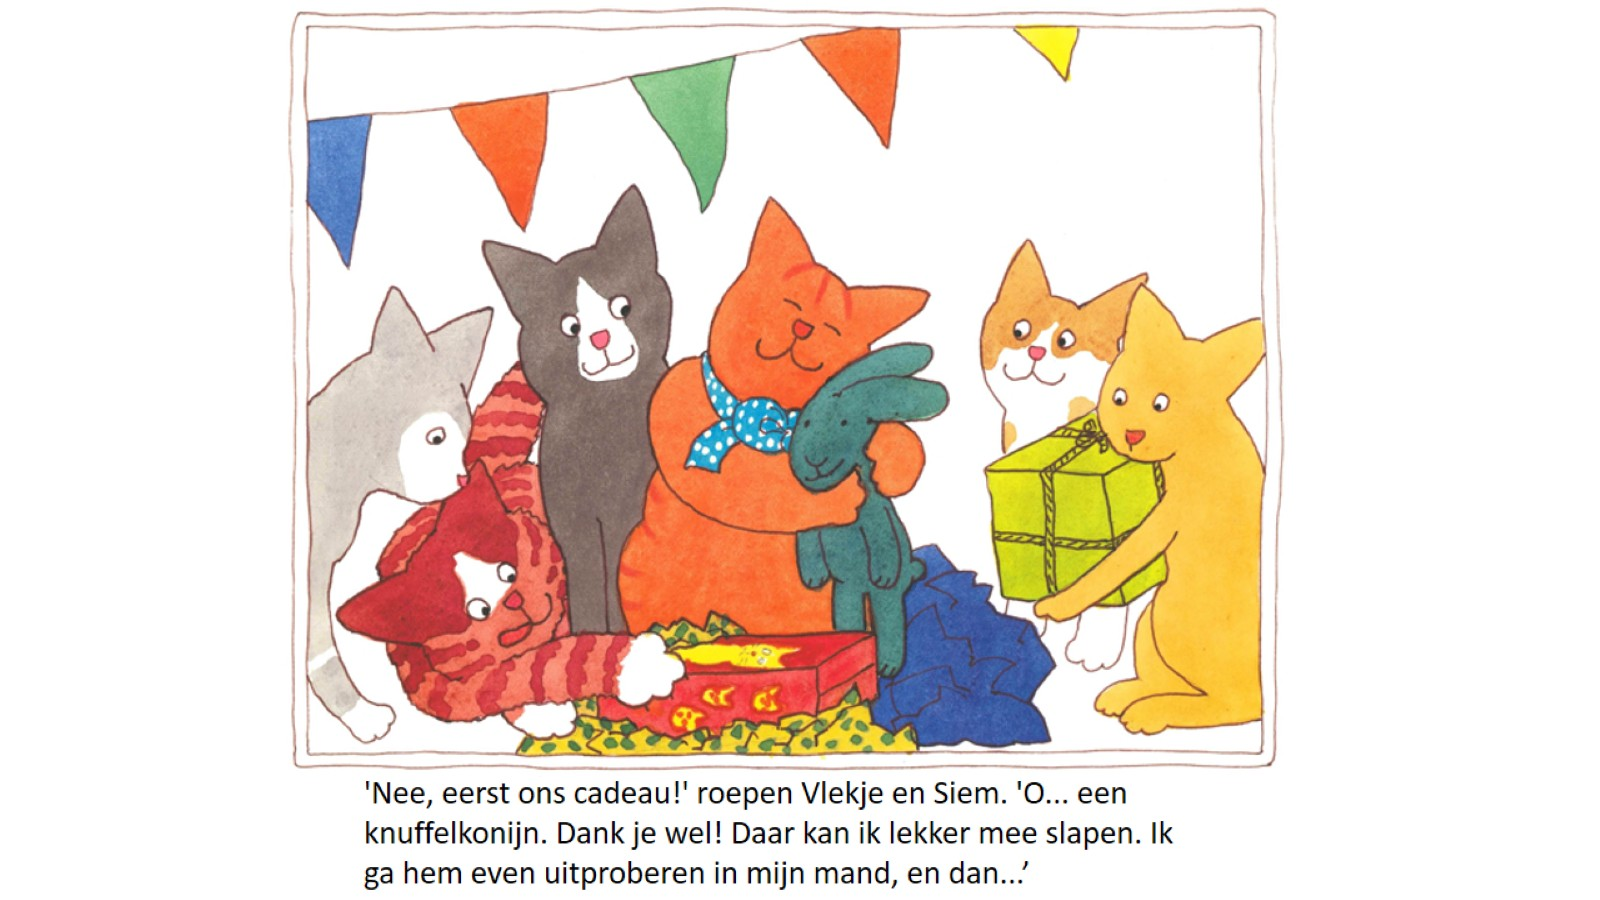 'Nee, eerst ons cadeau!' roepen Vlekje en Siem. 'O... een
knuffelkonijn. Dank je wel! Daar kan ik lekker mee slapen. Ik
ga hem even uitproberen in mijn mand, en dan...’